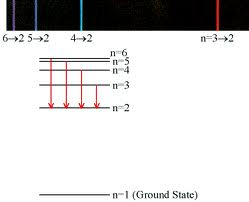 6→2 5→2 4→2 n=3→2
n=6
n=5
n=4
n=3
n=2
n=1 (Ground State)